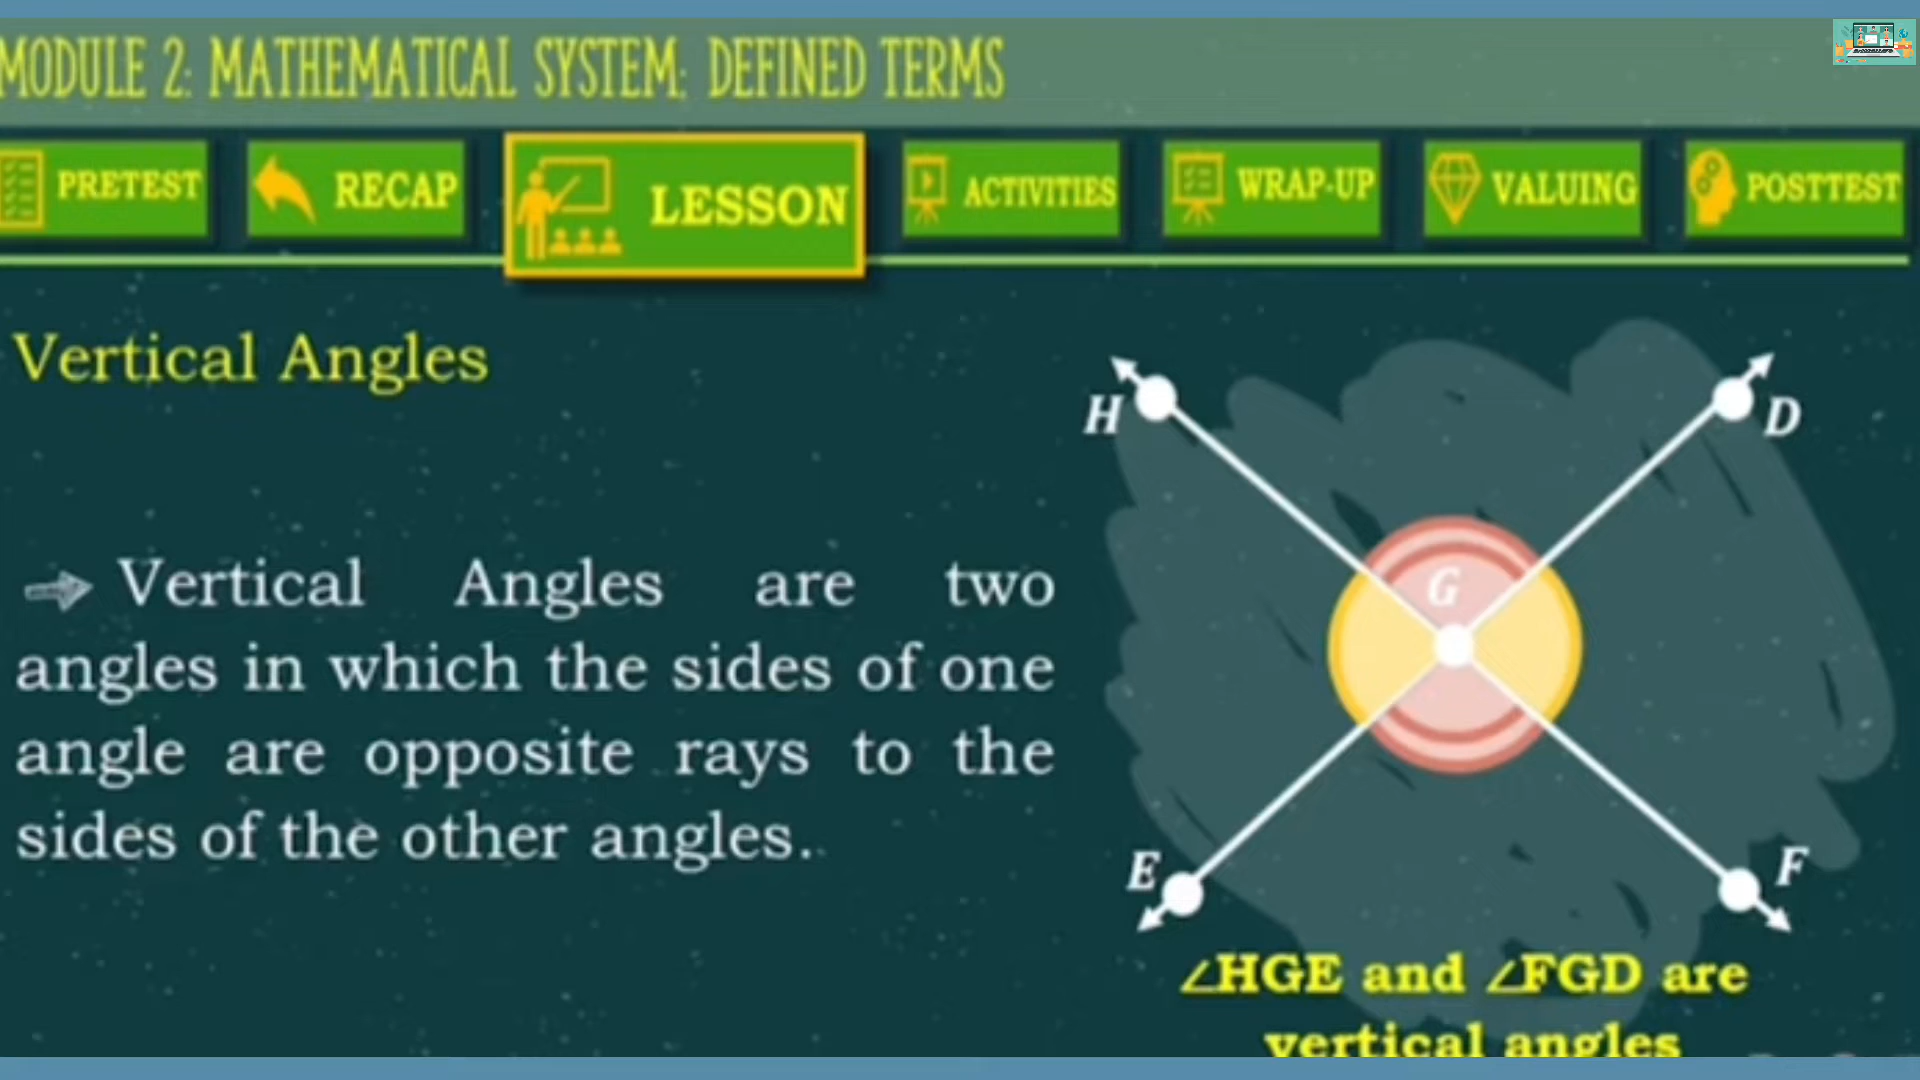 MODULE 2: MATHEMATICAL SYSTEM: DEFINED TERMS
PRETEST
RECAP
LESSON
ACTIVITIES
WRAP-UP
VALUING
POSTTEST
Vertical Angles
Vertical Angles are two
angles in which the sides of one
angle are opposite rays to the
sides of the other angles.
H
D
G
E
F
∠HGE and ∠FGD are
vertical angles